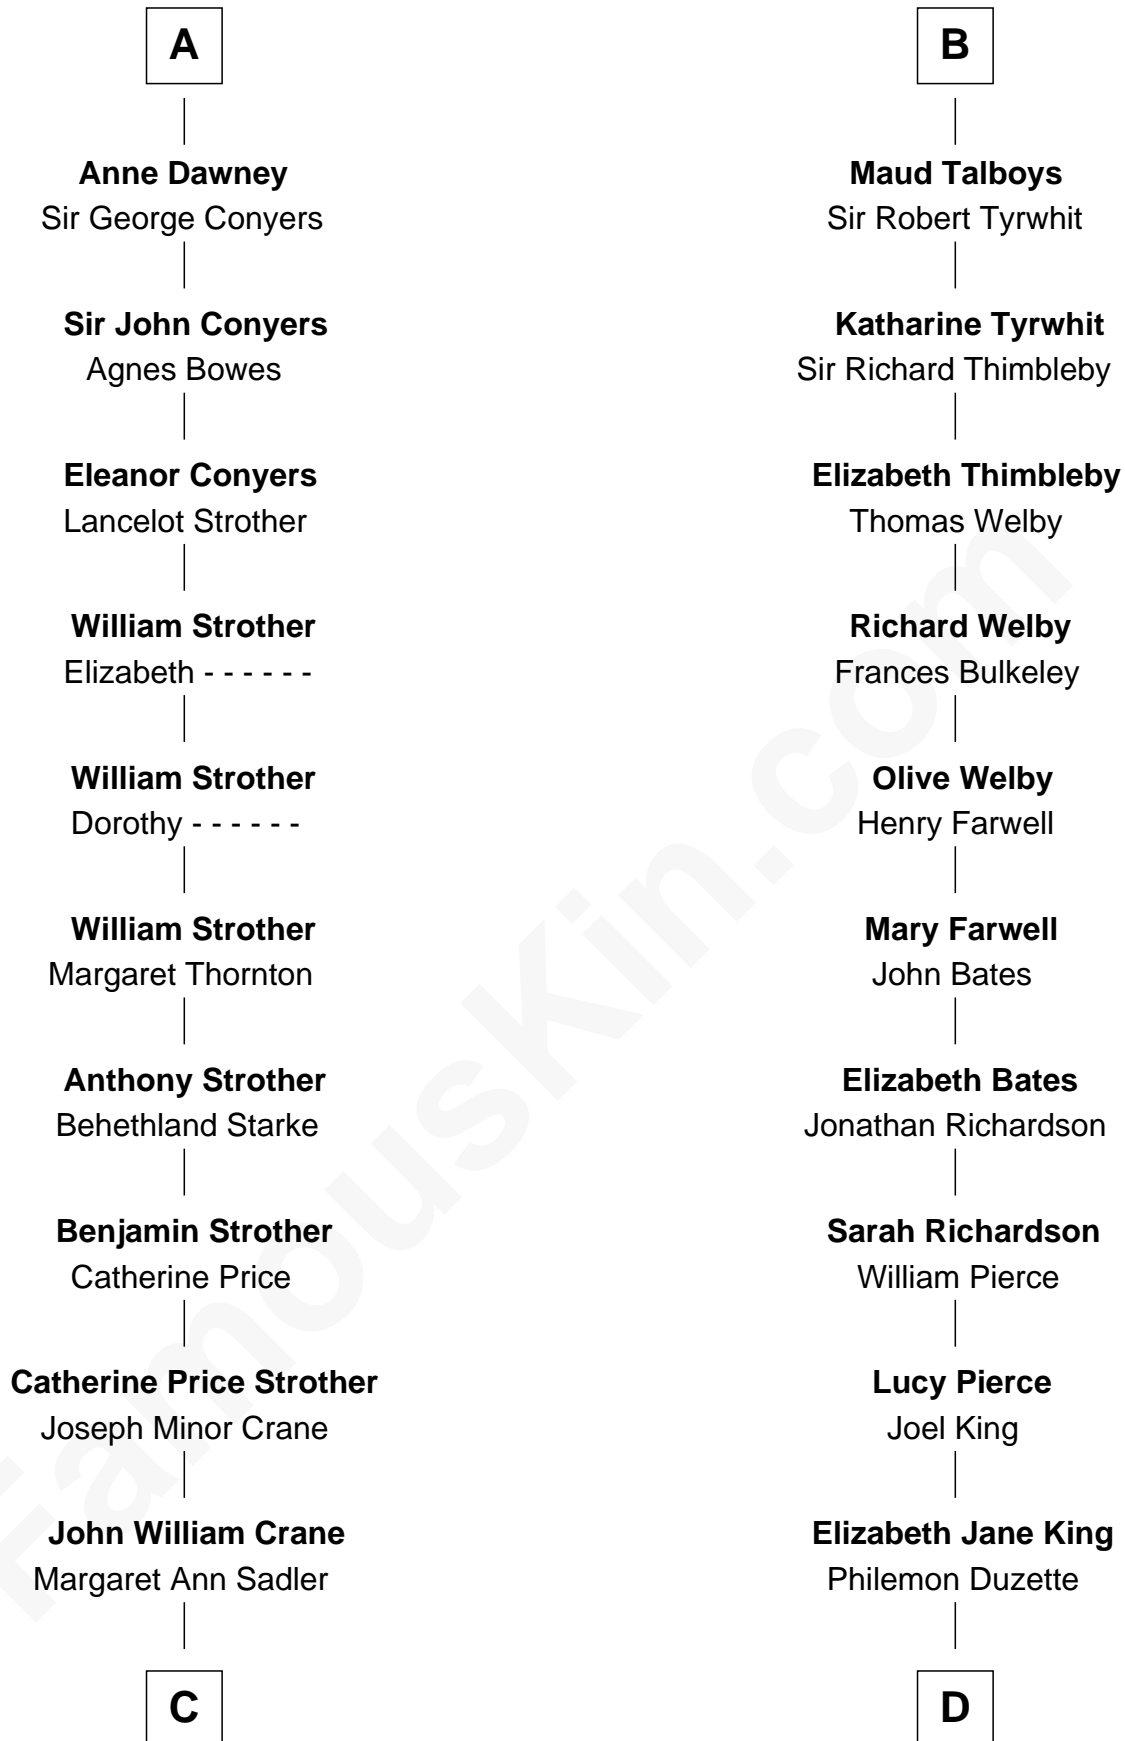 A
Anne Dawney
Sir George Conyers
Sir John Conyers
Agnes Bowes
Eleanor Conyers
Lancelot Strother
William Strother
Elizabeth - - - - - -
William Strother
Dorothy - - - - - -
William Strother
Margaret Thornton
Anthony Strother
Behethland Starke
Benjamin Strother
Catherine Price
Catherine Price Strother
Joseph Minor Crane
John William Crane
Margaret Ann Sadler
C
B
Maud Talboys
Sir Robert Tyrwhit
Katharine Tyrwhit
Sir Richard Thimbleby
Elizabeth Thimbleby
Thomas Welby
Richard Welby
Frances Bulkeley
Olive Welby
Henry Farwell
Mary Farwell
John Bates
Elizabeth Bates
Jonathan Richardson
Sarah Richardson
William Pierce
Lucy Pierce
Joel King
Elizabeth Jane King
Philemon Duzette
D
FamousKin.com